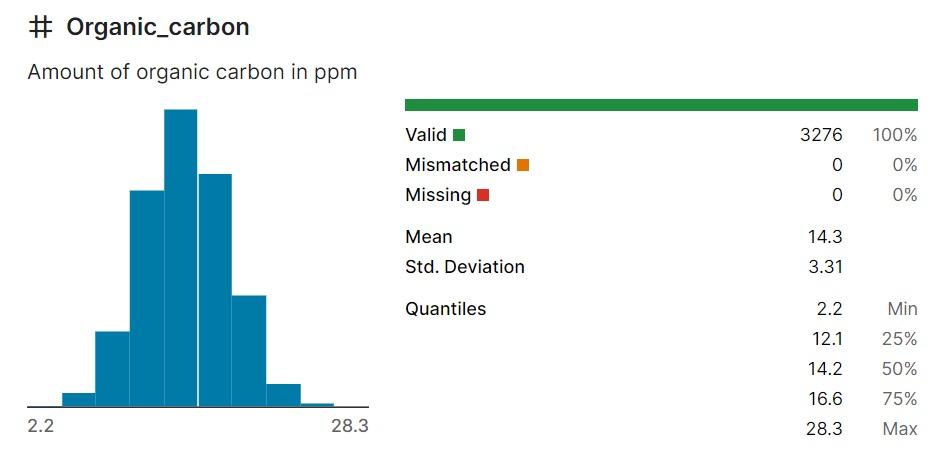 # Organic_carbon
Amount of organic carbon in ppm
2.2 28.3
Valid 3276 100%
Mismatched 0 0%
Missing 0 0%
Mean 14.3
Std. Deviation 3.31
Quantiles 2.2 Min
12.1 25%
14.2 50%
16.6 75%
28.3 Max